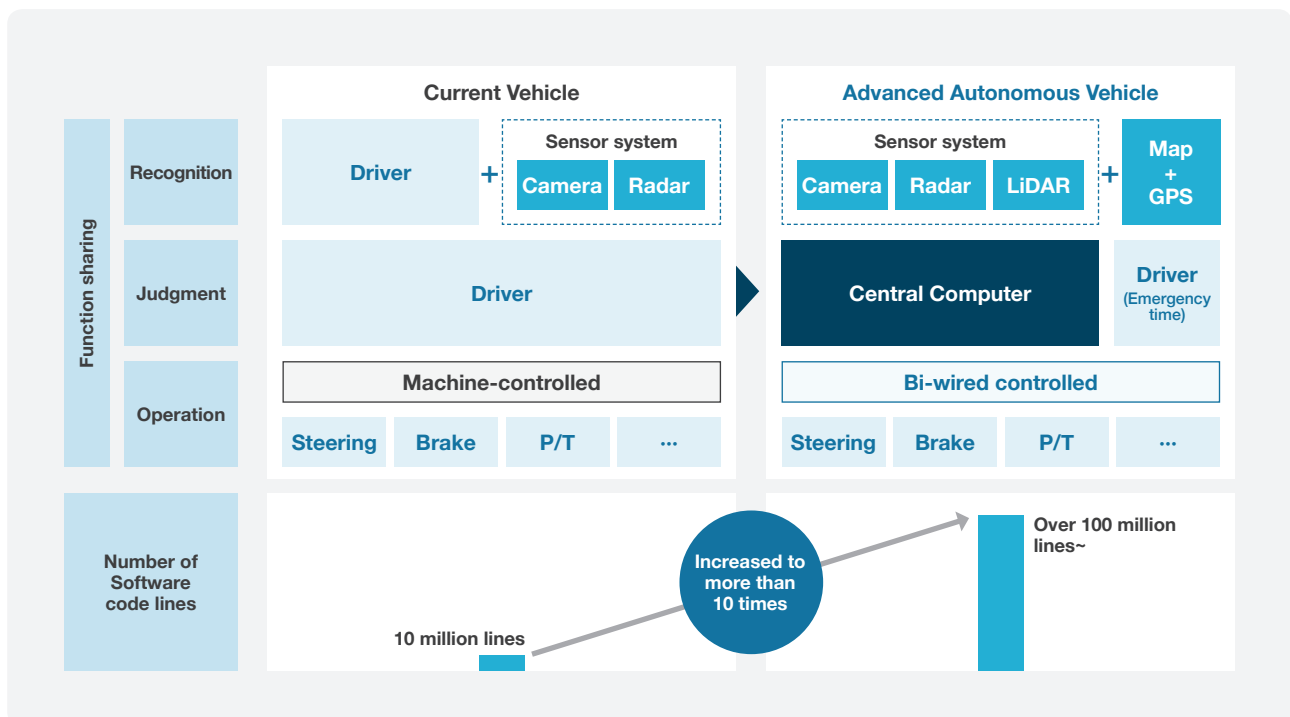 Current Vehicle
Advanced Autonomous Vehicle
Function sharing
Recognition
Driver
+
Sensor system
Camera
Radar
Sensor system
Camera
Radar
LiDAR
+
Map
+
GPS
Judgment
Driver
Central Computer
Driver
(Emergency
time)
Operation
Machine-controlled
Steering
Brake
P/T
...
Bi-wired controlled
Steering
Brake
P/T
...
Number of
Software
code lines
10 million lines
Increased to
more than
10 times
Over 100 million
lines~